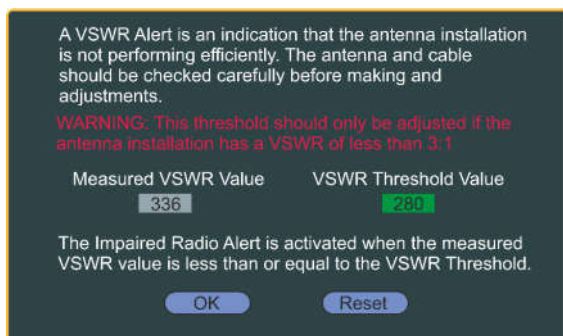 A VSWR Alert is an indication that the antenna installation
is not performing efficiently. The antenna and cable
should be checked carefully before making and
adjustments.
WARNING: This threshold should only be adjusted if the
antenna installation has a VSWR of less than 3:1
Measured VSWR Value VSWR Threshold Value
336 280
The Impaired Radio Alert is activated when the measured
VSWR value is less than or equal to the VSWR Threshold.
OK Reset